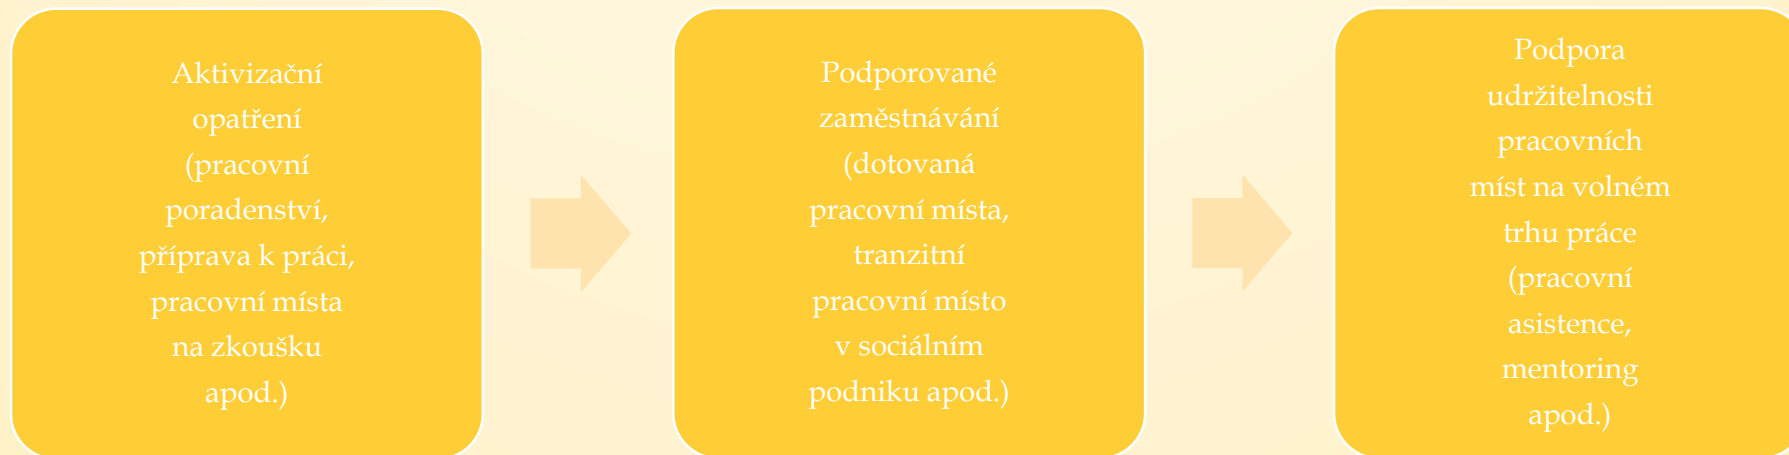 Aktivizační
opatření
(pracovní
poradenství,
příprava k práci,
pracovní místa
na zkoušku
apod.)
Podporované
zaměstnávání
(dotovaná
pracovní místa,
tranzitní
pracovní místo
v sociálním
podniku apod.)
Podpora
udržitelnosti
pracovních
míst na volném
trhu práce
(pracovní
asistence,
mentoring
apod.)